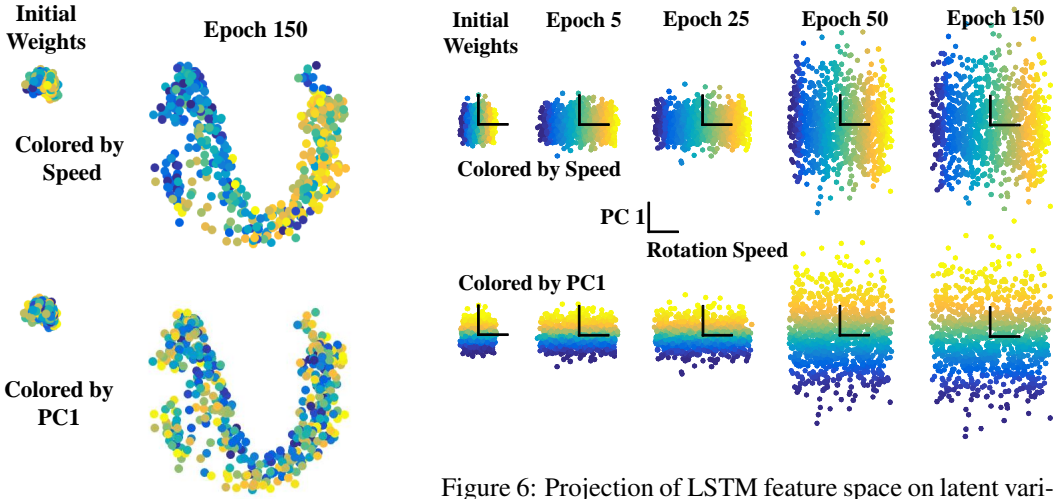 Initial
Weights
Epoch 150
Colored by
Speed
Colored by
PC1
Initial
Weights
Epoch 5
Epoch 25
Epoch 50
Epoch 150
Colored by Speed
PC 1
Rotation Speed
Colored by PC1
Figure 6: Projection of LSTM feature space on latent vari-